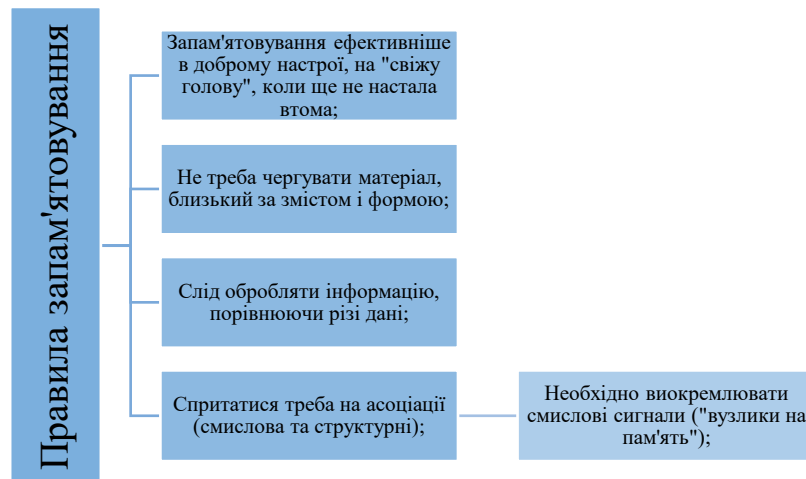 Правила запам'ятовування
Запам'ятовування ефективніше
в доброму настрої, на "свіжу
голову", коли ще не настала
втома;
Не треба чергувати матеріал,
близький за змістом і формою;
Слід обробляти інформацію,
порівнюючи різі дані;
Спритатися треба на асоціації
(смислова та структурні);
Необхідно виокремлювати
смислові сигнали ("вузлики на
пам'ять");